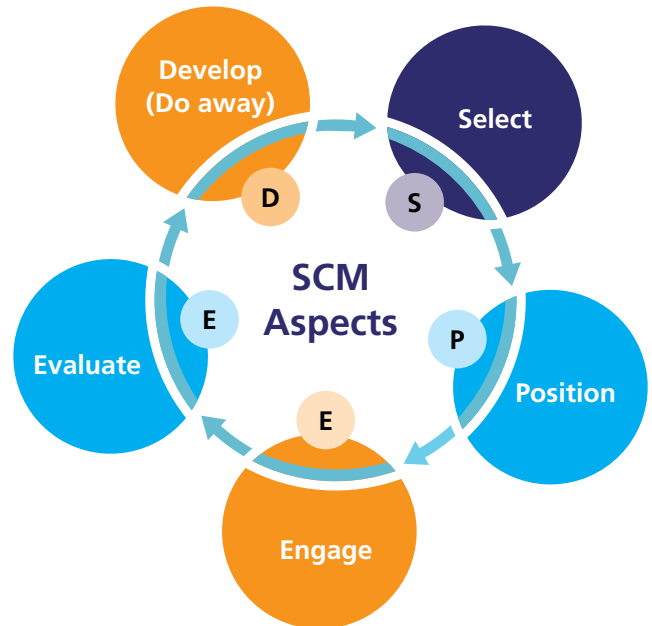 Develop
(Do away)
Select
D
S
SCM
Aspects
E
P
Evaluate
Position
E
Engage